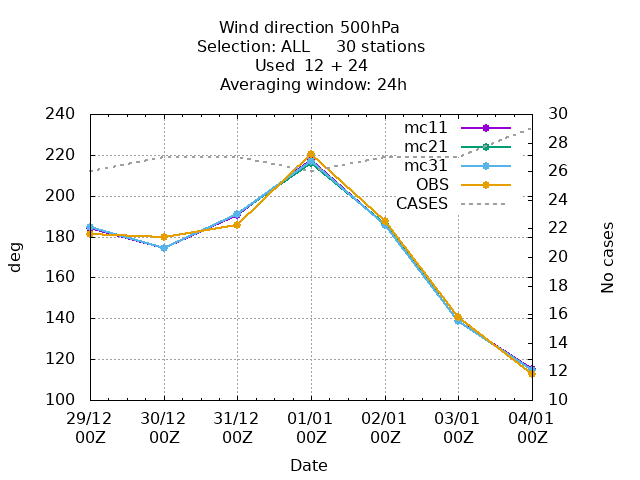 Wind direction 500hPa
Selection: ALL     30 stations
Used  12 + 24
Averaging window: 24h
240
220
200
180
160
140
120
100
deg
30
28
26
24
22
20
18
16
14
12
10
No cases
mc11
mc21
mc31
OBS
CASES
29/12 30/12 31/12 01/01 02/01 03/01 04/01
00Z 00Z 00Z 00Z 00Z 00Z 00Z
Date